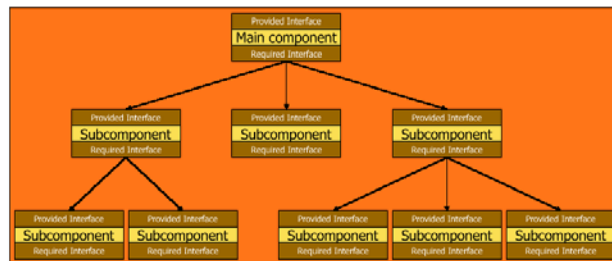 Provided Interface
Main component
Required Interface
Provided Interface
Subcomponent
Required Interface
Provided Interface
Subcomponent
Required Interface
Provided Interface
Subcomponent
Required Interface
Provided Interface
Subcomponent
Required Interface
Provided Interface
Subcomponent
Required Interface
Provided Interface
Subcomponent
Required Interface
Provided Interface
Subcomponent
Required Interface
Provided Interface
Subcomponent
Required Interface